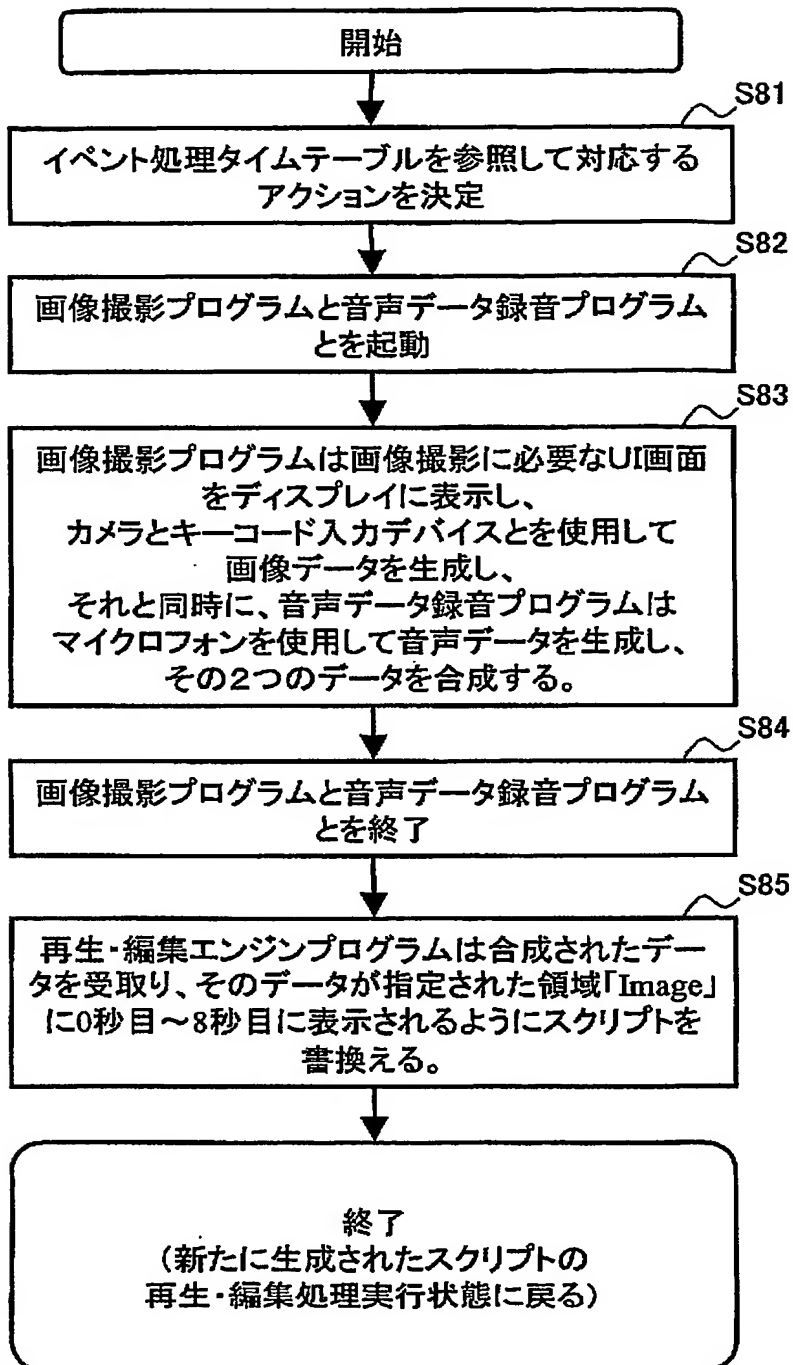 開始
S81
イベント処理タイムテーブルを参照して対応する
アクションを決定
S82
画像撮影プログラムと音声データ録音プログラム
とを起動
S83
画像撮影プログラムは画像撮影に必要なUI画面
をディスプレイに表示し、
カメラとキーコード入力デバイスとを使用して
画像データを生成し、
それと同時に、音声データ録音プログラムは
マイクロフォンを使用して音声データを生成し、
その2つのデータを合成する。
S84
画像撮影プログラムと音声データ録音プログラム
とを終了
S85
再生・編集エンジンプログラムは合成されたデー
タを受取り、そのデータが指定された領域「Image」
に0秒目～8秒目に表示されるようにスクリプトを
書換える。
終了
(新たに生成されたスクリプトの
再生・編集処理実行状態に戻る)